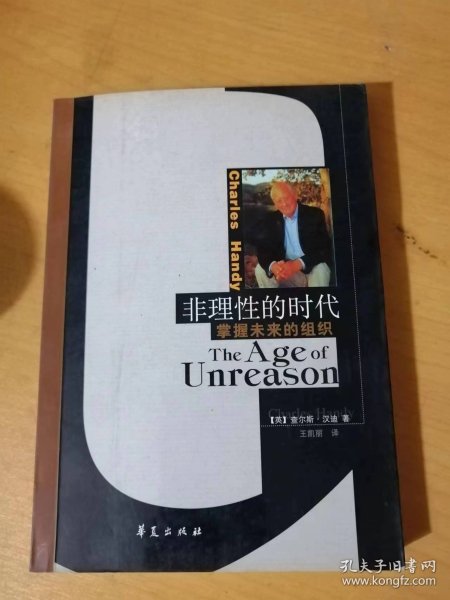 Charles Handy
非理性的时代
掌握未来的组织
The Age of
Unreason
Charles Handy
【英】查尔斯·汉迪 著
王凯丽 译
华夏出版社
孔夫子旧书网
www.kongfz.com